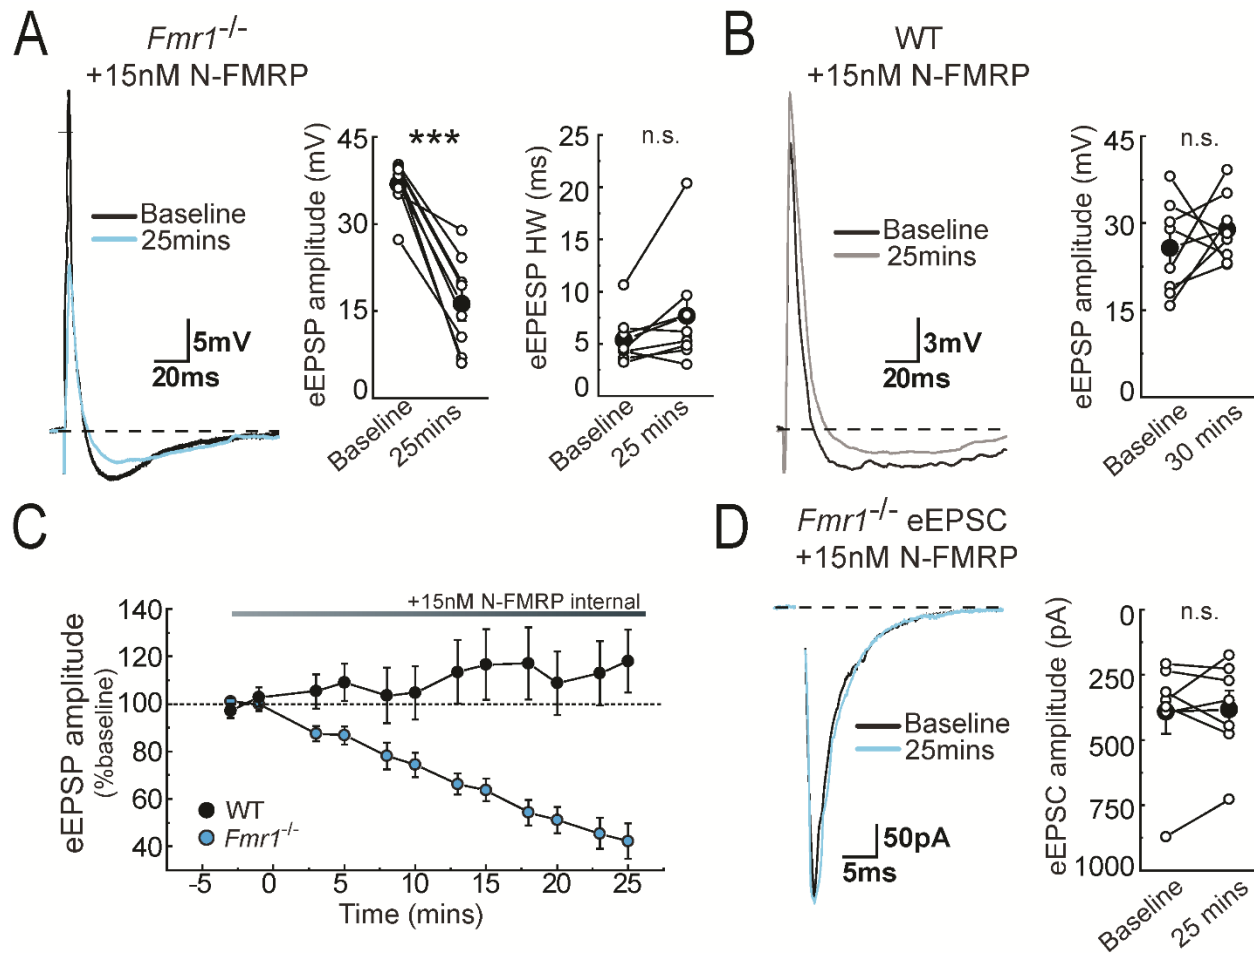 A
Fmr1-/-
+15nM N-FMRP
Baseline
25mins
5mV
20ms
eEPSP amplitude (mV)
45
30
15
0
***
Baseline
25mins
eEPESP HW (ms)
25
20
15
10
5
0
n.s.
Baseline
25 mins
B
WT
+15nM N-FMRP
Baseline
25mins
3mV
20ms
eEPSP amplitude (mV)
45
30
15
0
n.s.
Baseline
30 mins
C
+15nM N-FMRP internal
eEPSP amplitude
(%baseline)
140
120
100
80
60
40
WT
Fmr1-/-
-5
0
5
10
15
20
25
Time (mins)
D
Fmr1-/- eEPSC
+15nM N-FMRP
Baseline
25mins
50pA
5ms
eEPSC amplitude (pA)
0
250
500
750
1000
n.s.
Baseline
25 mins